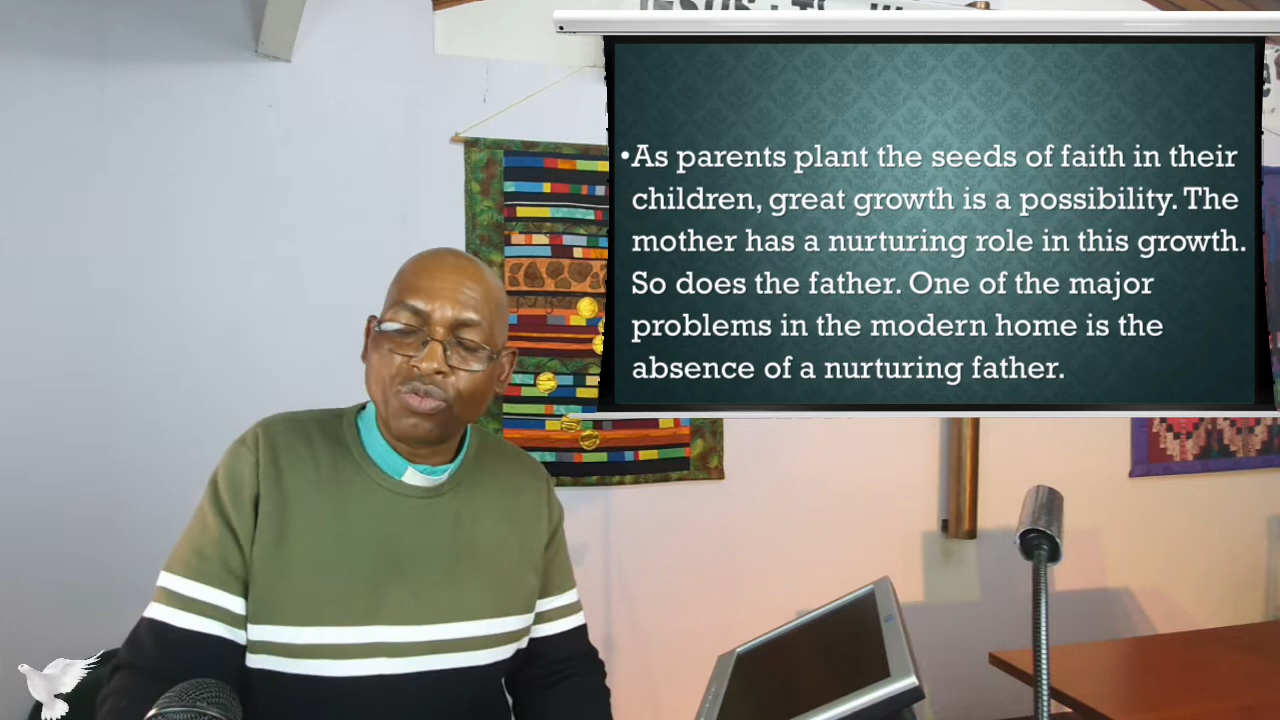 JESUS : The
•As parents plant the seeds of faith in their
children, great growth is a possibility. The
mother has a nurturing role in this growth.
So does the father. One of the major
problems in the modern home is the
absence of a nurturing father.